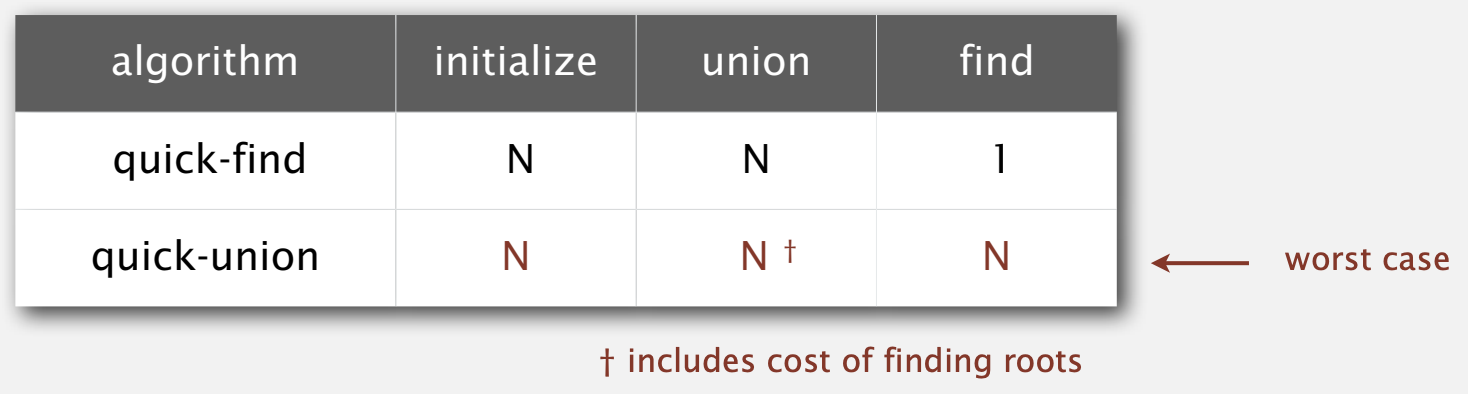 algorithm initialize union find
quick-find N N 1
quick-union N N † N worst case
† includes cost of finding roots